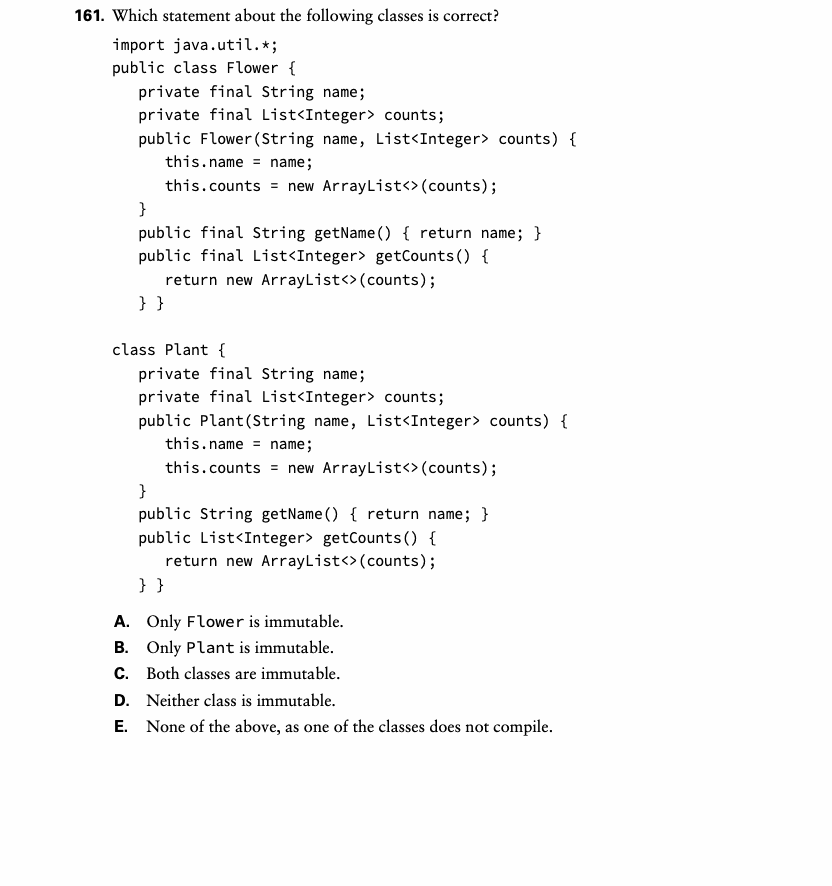 161. Which statement about the following classes is correct?
import java.util.*;
public class Flower {
   private final String name;
   private final List<Integer> counts;
   public Flower(String name, List<Integer> counts) {
      this.name = name;
      this.counts = new ArrayList<>(counts);
   }
   public final String getName() { return name; }
   public final List<Integer> getCounts() {
      return new ArrayList<>(counts);
   } }

class Plant {
   private final String name;
   private final List<Integer> counts;
   public Plant(String name, List<Integer> counts) {
      this.name = name;
      this.counts = new ArrayList<>(counts);
   }
   public String getName() { return name; }
   public List<Integer> getCounts() {
      return new ArrayList<>(counts);
   } }
A. Only Flower is immutable.
B. Only Plant is immutable.
C. Both classes are immutable.
D. Neither class is immutable.
E. None of the above, as one of the classes does not compile.